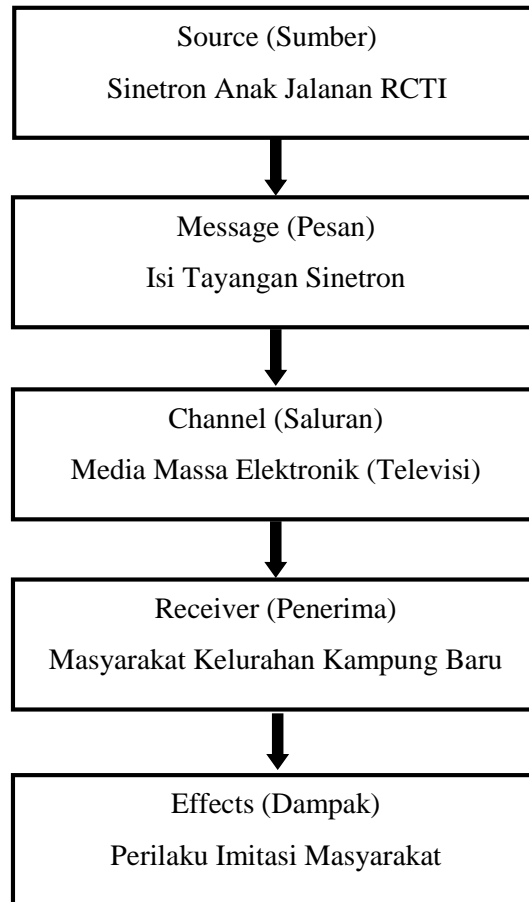 Source (Sumber)
Sinetron Anak Jalanan RCTI
Message (Pesan)
Isi Tayangan Sinetron
Channel (Saluran)
Media Massa Elektronik (Televisi)
Receiver (Penerima)
Masyarakat Kelurahan Kampung Baru
Effects (Dampak)
Perilaku Imitasi Masyarakat